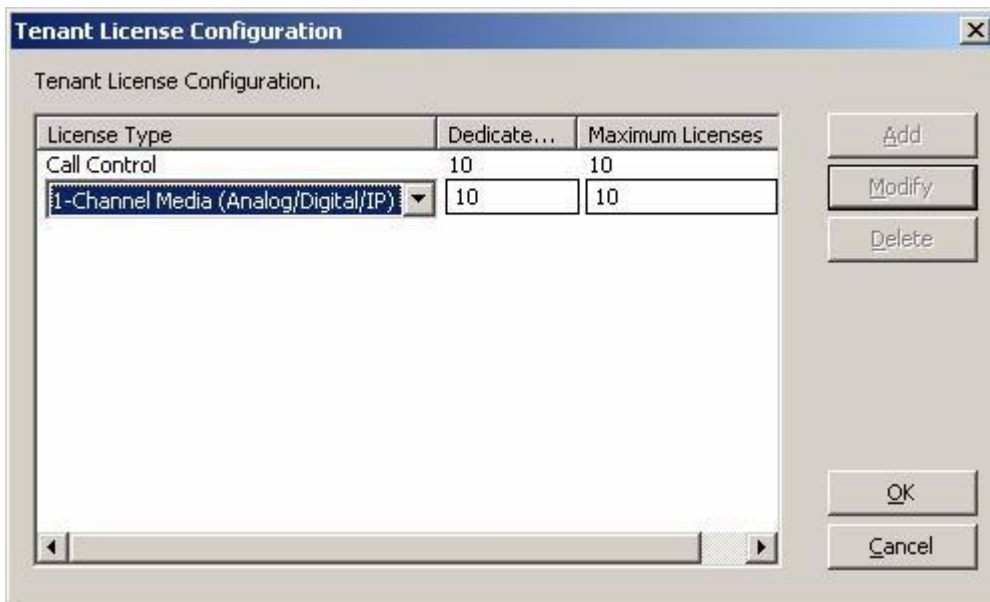 Tenant License Configuration
Tenant License Configuration.
License Type Dedicate... Maximum Licenses
Call Control 10 10
1-Channel Media (Analog/Digital/IP) 10 10
Add
Modify
Delete
OK
Cancel